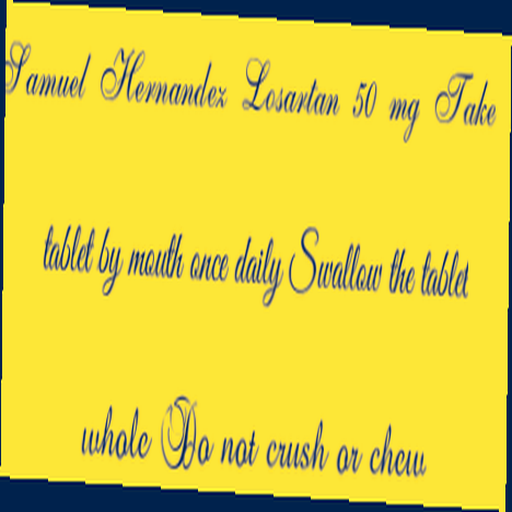 Samuel Hernandez Losartan 50 mg Take
tablet by mouth once daily Swallow the tablet
whole Do not crush or chew